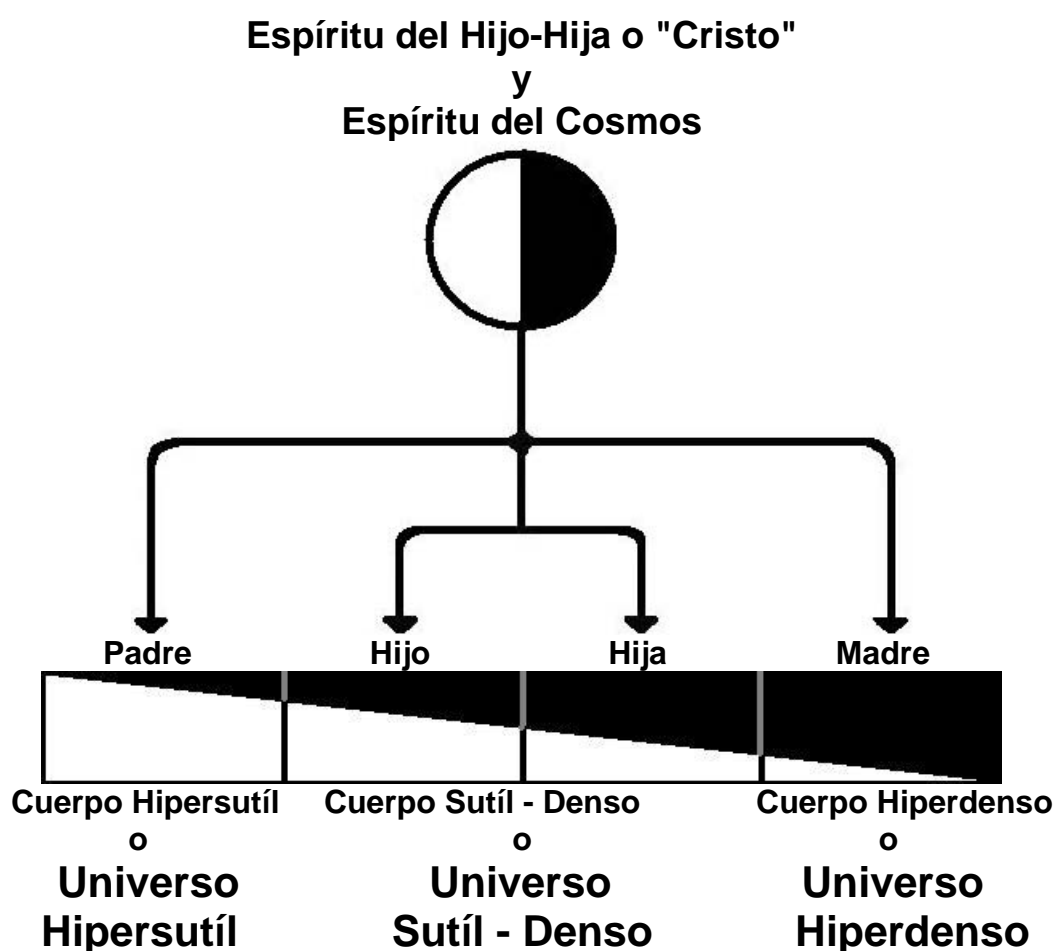 Espíritu del Hijo-Hija o "Cristo"
y
Espíritu del Cosmos
Padre Hijo Hija Madre
Cuerpo Hipersutíl Cuerpo Sutíl - Denso Cuerpo Hiperdenso
o o o
Universo Universo Universo
Hipersutíl Sutíl - Denso Hiperdenso